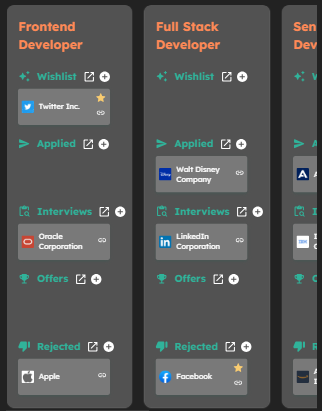 Frontend
Developer
Wishlist
Twitter Inc.
Applied
Interviews
Oracle
Corporation
Offers
Rejected
Apple
Full Stack
Developer
Wishlist
Applied
Walt Disney
Company
Interviews
LinkedIn
Corporation
Offers
Rejected
Facebook
Sen
W
A
A
I
IBM
I
C
O
R
A